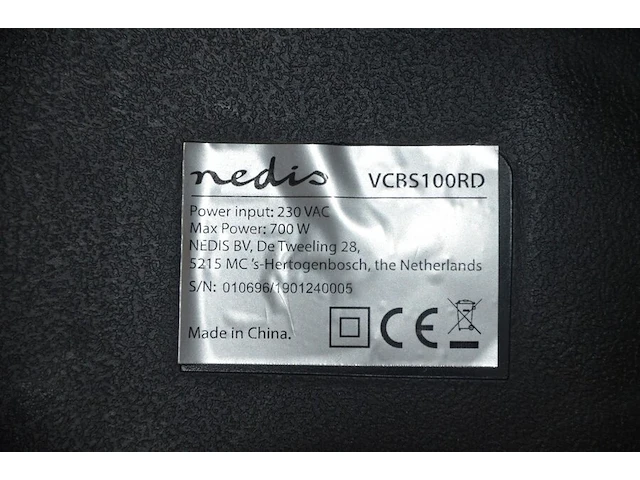 nedis VCBS100RD
Power input: 230 VAC
Max Power: 700 W
NEDIS BV, De Tweeling 28,
5215 MC 's-Hertogenbosch, the Netherlands
S/N: 010696/1901240005
Made in China. CE